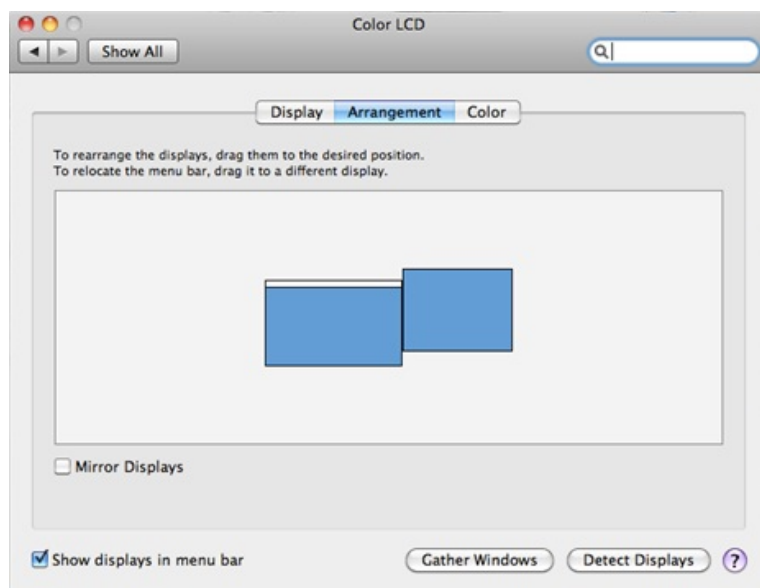 Color LCD
Show All
Display Arrangement Color
To rearrange the displays, drag them to the desired position.
To relocate the menu bar, drag it to a different display.
Mirror Displays
Show displays in menu bar Gather Windows Detect Displays ?